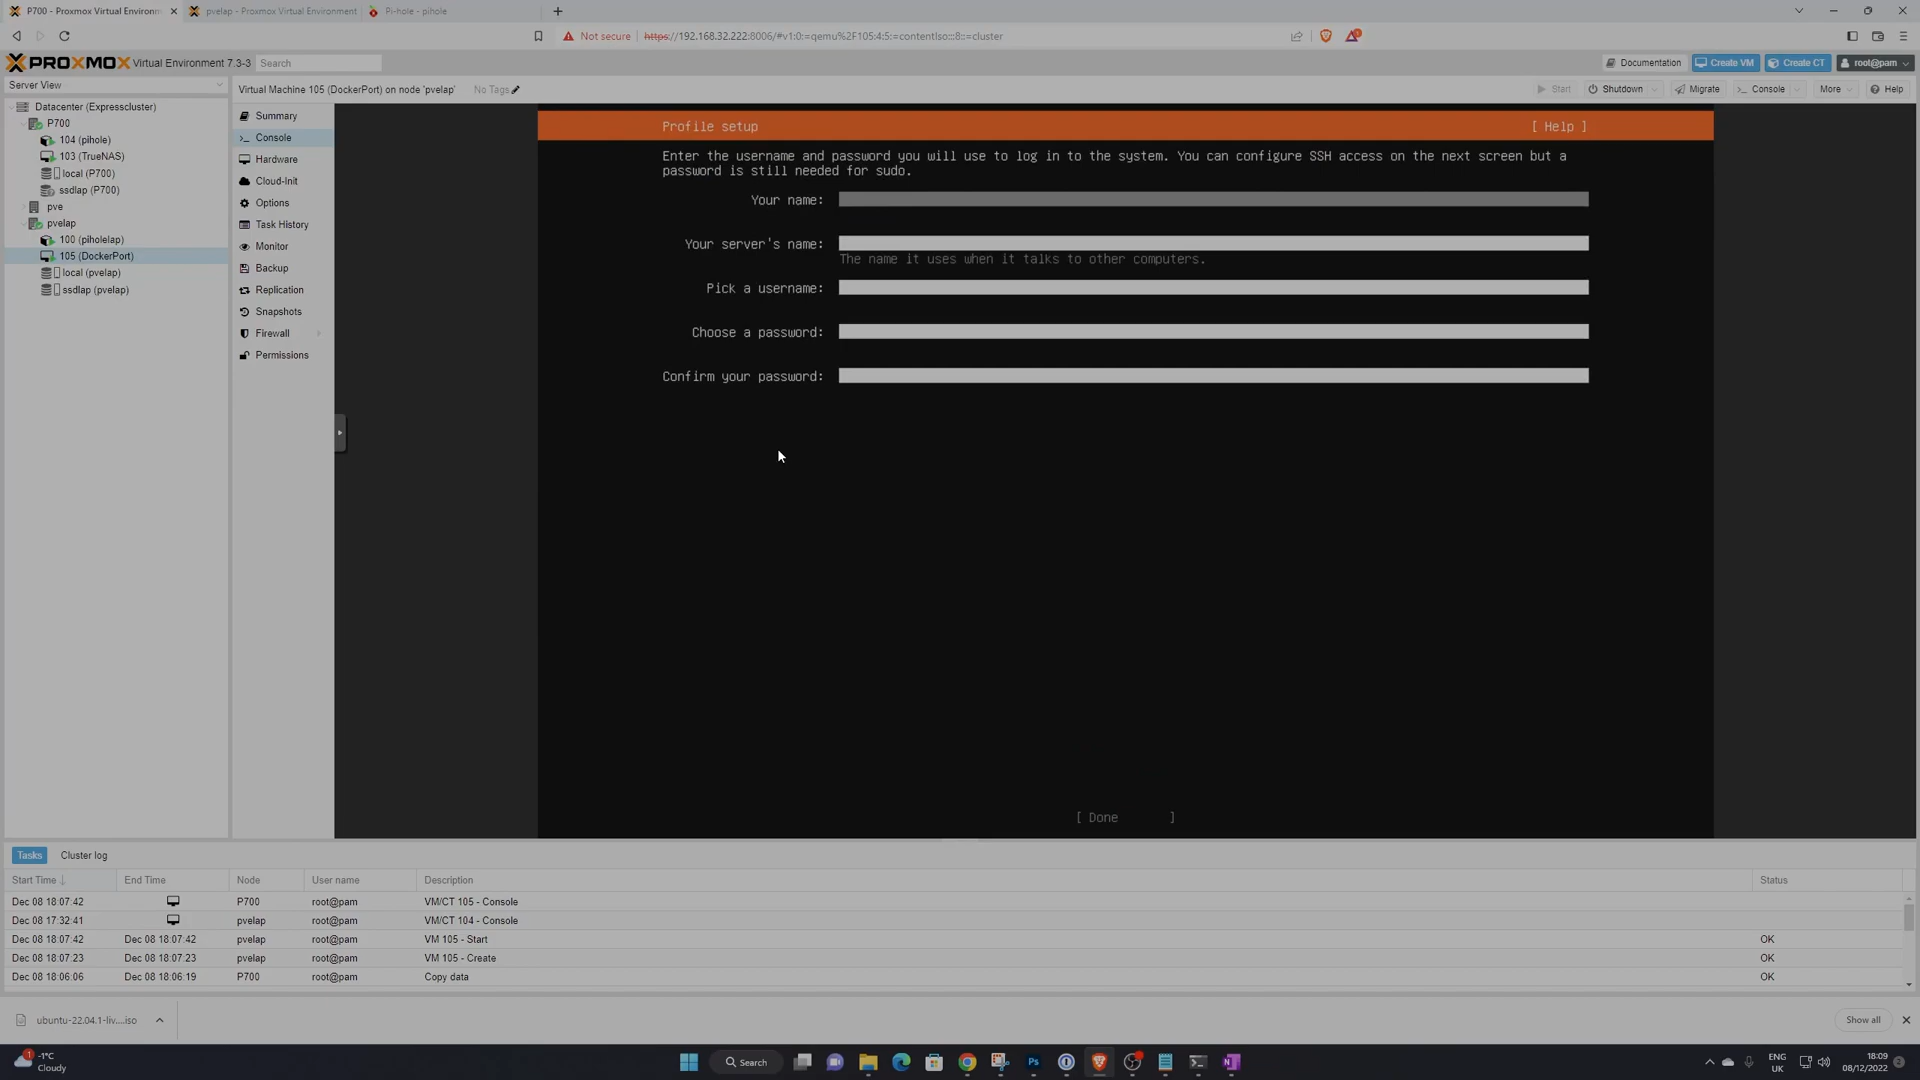 P700 - Proxmox Virtual Environm
pvelap - Proxmox Virtual Environment
Pi-hole - pihole
Not secure
https://192.168.32.222:8006/#v1:0:=qemu%2F105:4:5:=contentIso:::8::=cluster
PROXMOX Virtual Environment 7.3-3
Search
Documentation
Create VM
Create CT
root@pam
Server View
Virtual Machine 105 (DockerPort) on node 'pvelap'
No Tags
Start
Shutdown
Migrate
Console
More
Help
Datacenter (Expresscluster)
P700
104 (pihole)
103 (TrueNAS)
local (P700)
ssdlap (P700)
pve
pvelap
100 (piholelap)
105 (DockerPort)
local (pvelap)
ssdlap (pvelap)
Summary
Console
Hardware
Cloud-Init
Options
Task History
Monitor
Backup
Replication
Snapshots
Firewall
Permissions
Profile setup
[ Help ]
Enter the username and password you will use to log in to the system. You can configure SSH access on the next screen but a
password is still needed for sudo.
Your name:
Your server's name:
The name it uses when it talks to other computers.
Pick a username:
Choose a password:
Confirm your password:
[ Done ]
Tasks
Cluster log
Start Time End Time Node User name Description Status
Dec 08 18:07:42 P700 root@pam VM/CT 105 - Console
Dec 08 17:32:41 pvelap root@pam VM/CT 104 - Console
Dec 08 18:07:42 Dec 08 18:07:42 pvelap root@pam VM 105 - Start OK
Dec 08 18:07:23 Dec 08 18:07:23 pvelap root@pam VM 105 - Create OK
Dec 08 18:06:06 Dec 08 18:06:19 P700 root@pam Copy data OK
ubuntu-22.04.1-liv....iso
Show all
1
-1°C
Cloudy
Search
Ps
ENG
UK
18:09
08/12/2022
2